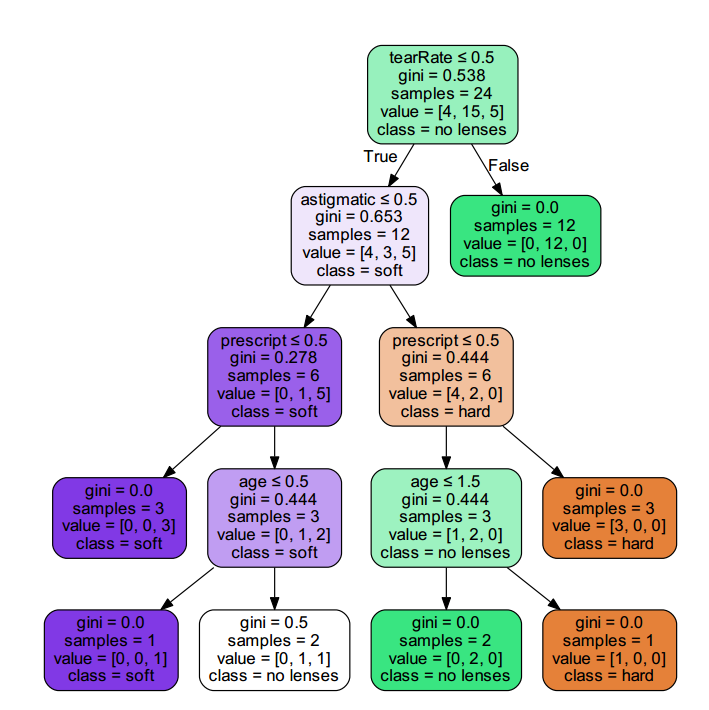 tearRate ≤ 0.5
gini = 0.538
samples = 24
value = [4, 15, 5]
class = no lenses
True
False
astigmatic ≤ 0.5
gini = 0.653
samples = 12
value = [4, 3, 5]
class = soft
gini = 0.0
samples = 12
value = [0, 12, 0]
class = no lenses
prescript ≤ 0.5
gini = 0.278
samples = 6
value = [0, 1, 5]
class = soft
prescript ≤ 0.5
gini = 0.444
samples = 6
value = [4, 2, 0]
class = hard
gini = 0.0
samples = 3
value = [0, 0, 3]
class = soft
age ≤ 0.5
gini = 0.444
samples = 3
value = [0, 1, 2]
class = soft
age ≤ 1.5
gini = 0.444
samples = 3
value = [1, 2, 0]
class = no lenses
gini = 0.0
samples = 3
value = [3, 0, 0]
class = hard
gini = 0.0
samples = 1
value = [0, 0, 1]
class = soft
gini = 0.5
samples = 2
value = [0, 1, 1]
class = no lenses
gini = 0.0
samples = 2
value = [0, 2, 0]
class = no lenses
gini = 0.0
samples = 1
value = [1, 0, 0]
class = hard